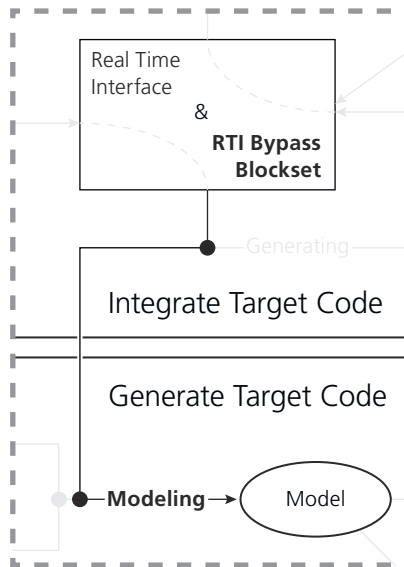 Real Time
Interface
&
RTI Bypass
Blockset
Generating
Integrate Target Code
Generate Target Code
Modeling
Model